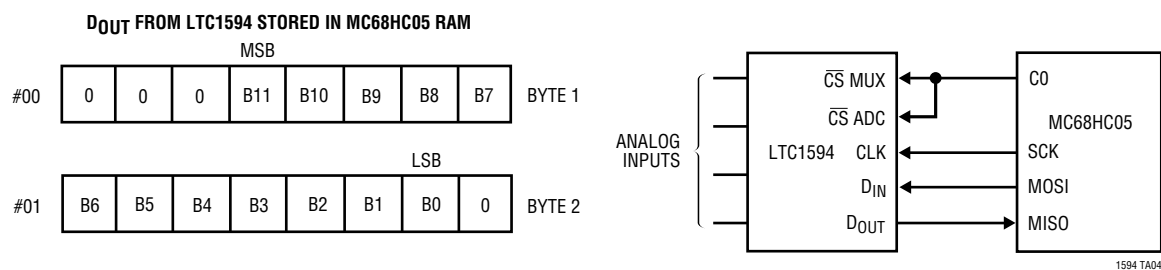 DOUT FROM LTC1594 STORED IN MC68HC05 RAM
MSB
#00 0 0 0 B11 B10 B9 B8 B7 BYTE 1
LSB
#01 B6 B5 B4 B3 B2 B1 B0 0 BYTE 2
ANALOG
INPUTS
LTC1594
CS MUX
CS ADC
CLK
DIN
DOUT
C0
MC68HC05
SCK
MOSI
MISO
1594 TA04